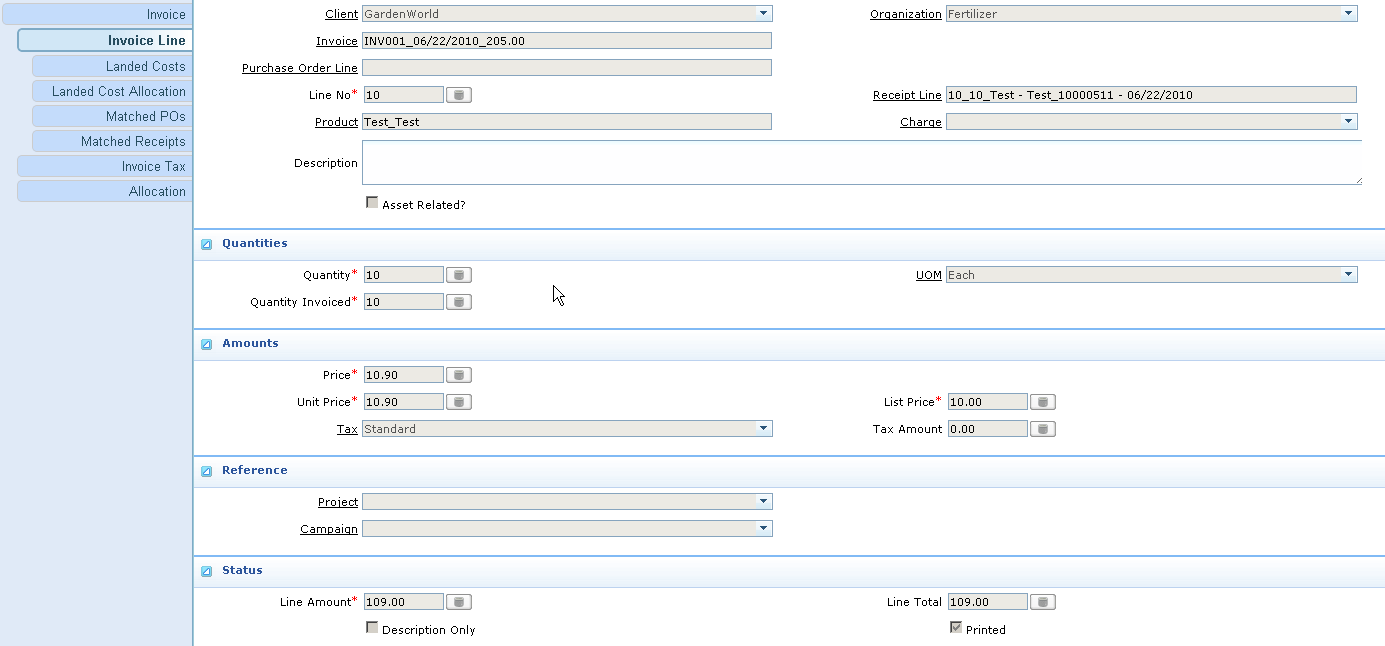 Invoice
Invoice Line
Landed Costs
Landed Cost Allocation
Matched POs
Matched Receipts
Invoice Tax
Allocation
Client GardenWorld Organization Fertilizer
Invoice INV001_06/22/2010_205.00
Purchase Order Line
Line No* 10 Receipt Line 10_10_Test - Test_10000511 - 06/22/2010
Product Test_Test Charge
Description
Asset Related?
Quantities
Quantity* 10 UOM Each
Quantity Invoiced* 10
Amounts
Price* 10.90
Unit Price* 10.90 List Price* 10.00
Tax Standard Tax Amount 0.00
Reference
Project
Campaign
Status
Line Amount* 109.00 Line Total 109.00
Description Only Printed